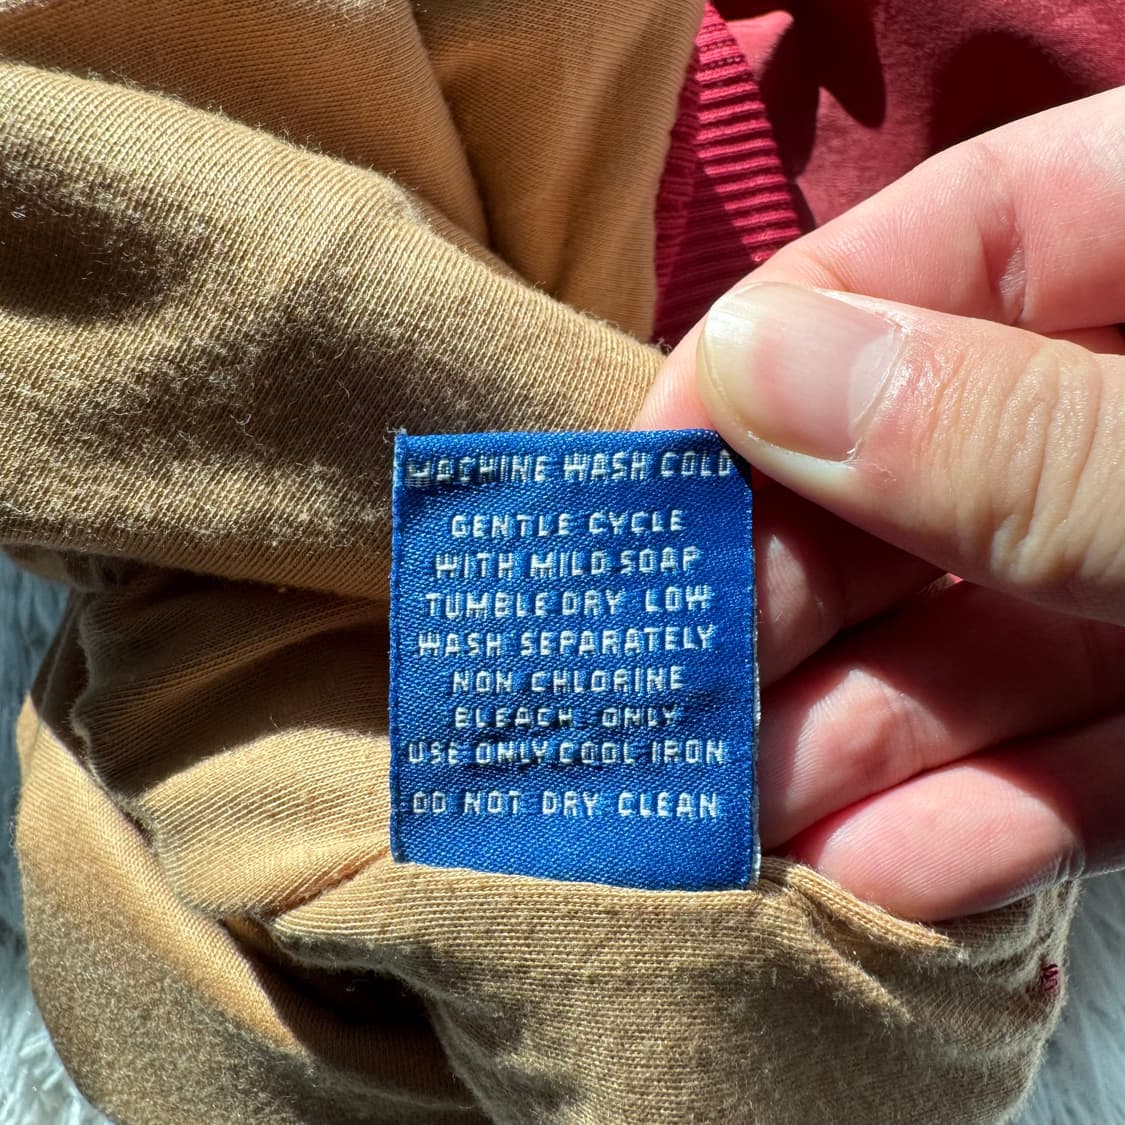 MACHINE WASH COLD
GENTLE CYCLE
WITH MILD SOAP
TUMBLE DRY LOW
WASH SEPARATELY
NON CHLORINE
BLEACH ONLY
USE ONLY COOL IRON
DO NOT DRY CLEAN